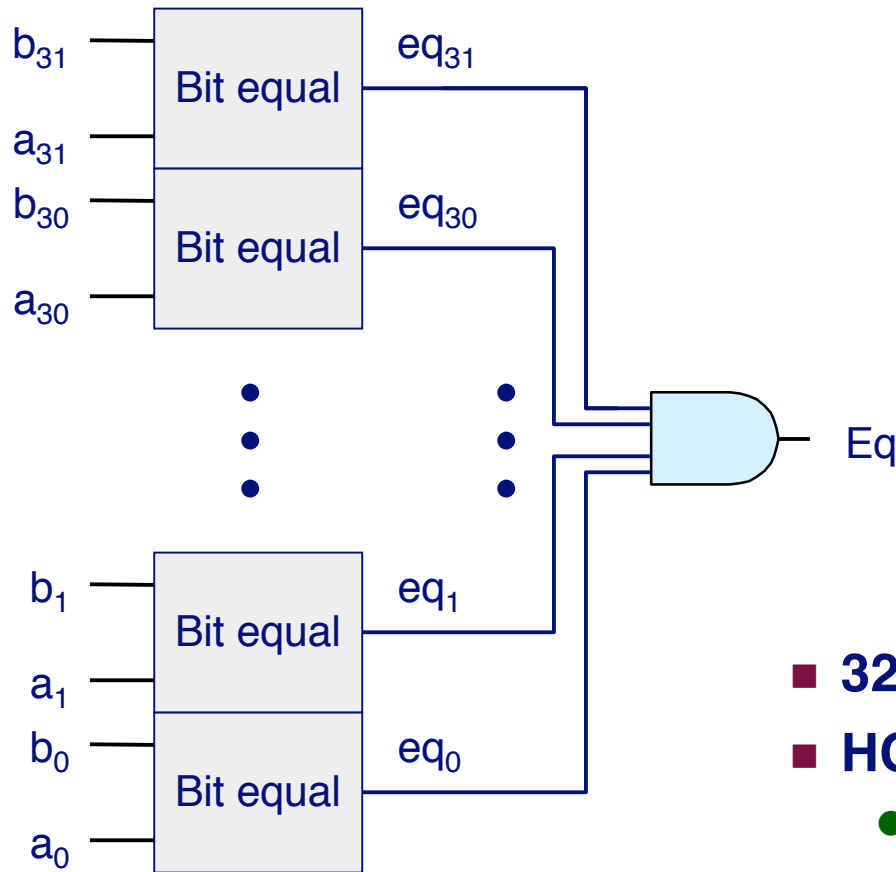 b31
Bit equal
eq31
a31
b30
Bit equal
eq30
a30
Eq
b1
Bit equal
eq1
a1
b0
Bit equal
eq0
a0
32